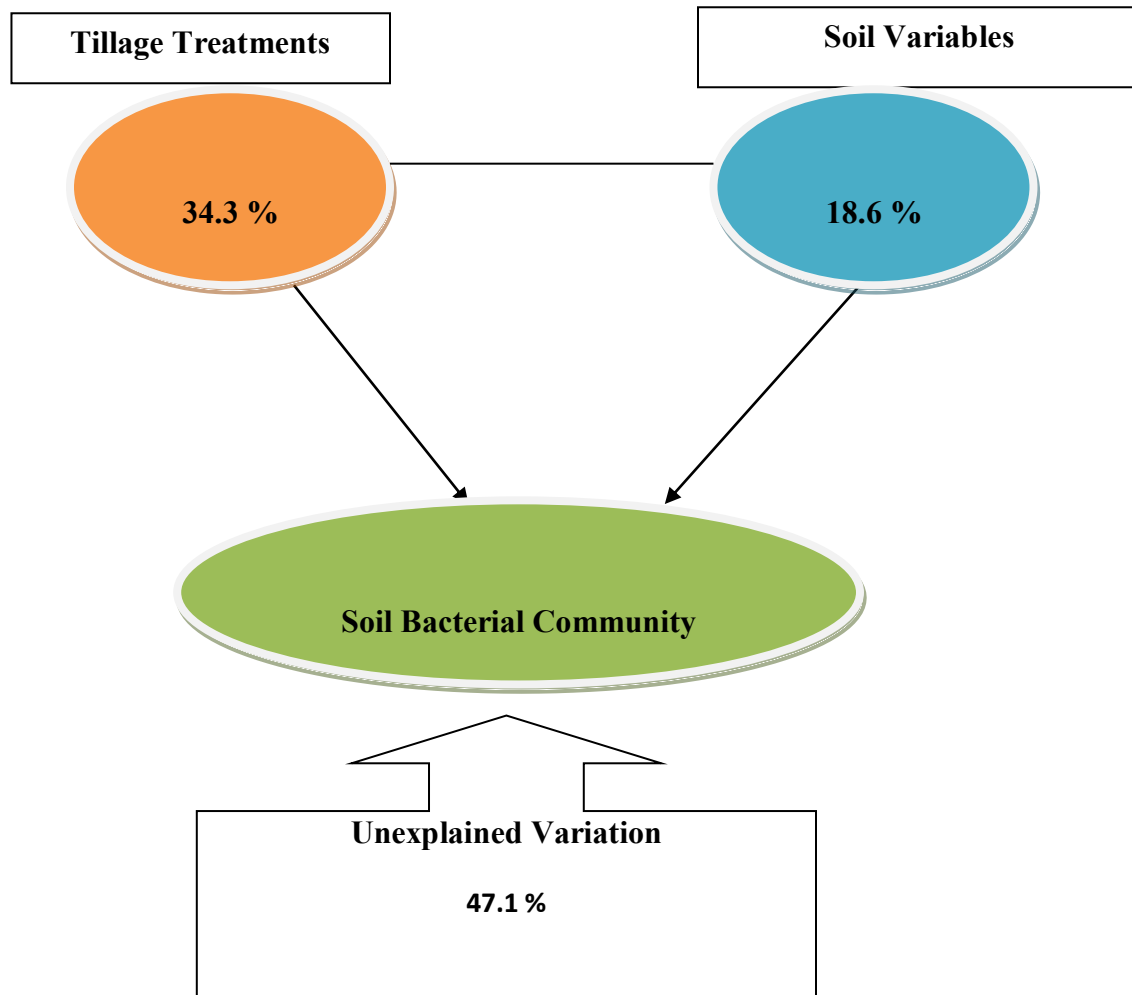 Tillage Treatments
Soil Variables
34.3 %
18.6 %
Soil Bacterial Community
Unexplained Variation
47.1 %